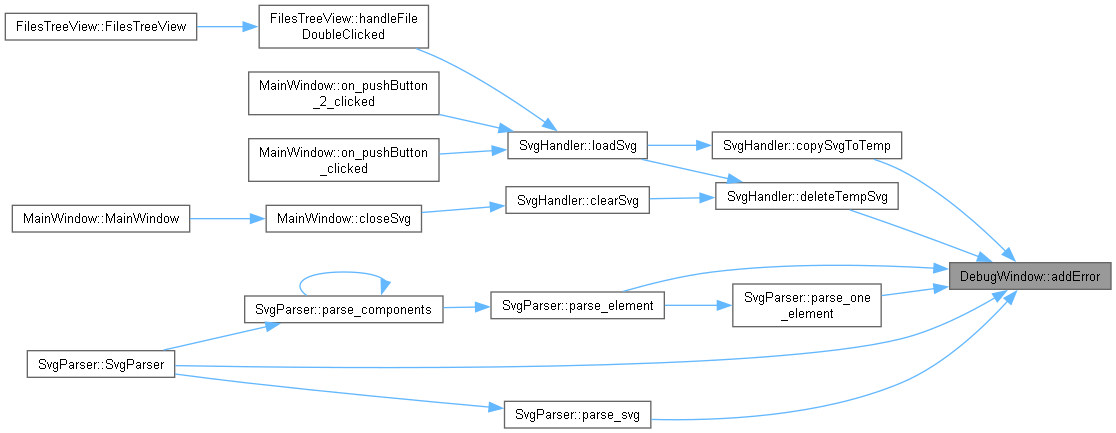 FilesTreeView::FilesTreeView
FilesTreeView::handleFile
DoubleClicked
MainWindow::on_pushButton
_2_clicked
MainWindow::on_pushButton
_clicked
SvgHandler::loadSvg
SvgHandler::copySvgToTemp
SvgHandler::deleteTempSvg
SvgHandler::clearSvg
MainWindow::closeSvg
MainWindow::MainWindow
DebugWindow::addError
SvgParser::parse_components
SvgParser::parse_element
SvgParser::parse_one
_element
SvgParser::SvgParser
SvgParser::parse_svg